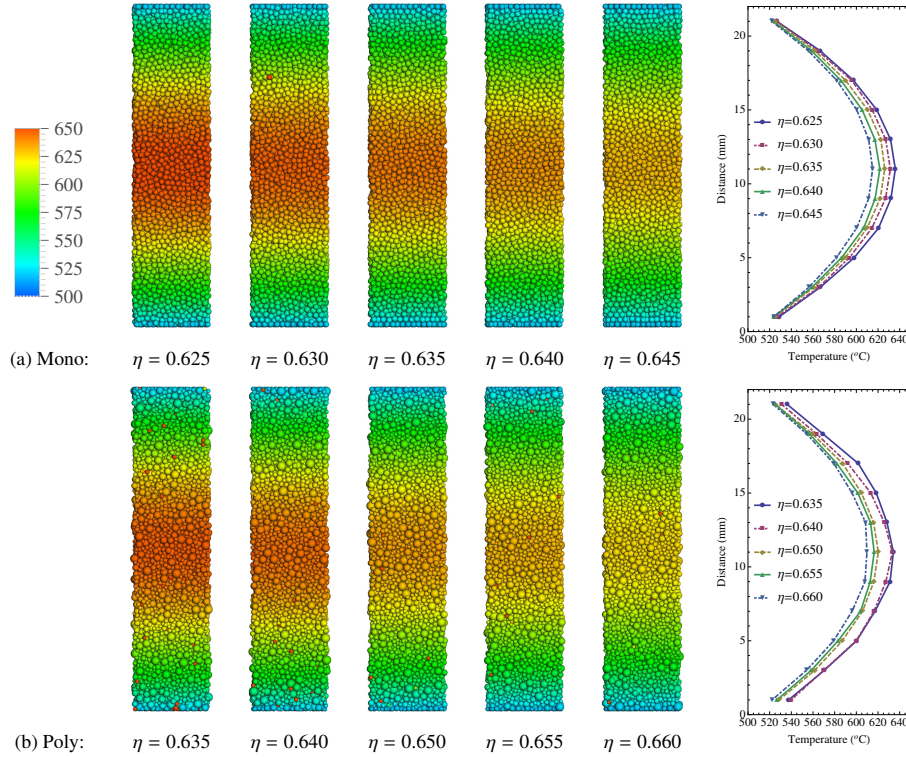 650
625
600
575
550
525
500
(a) Mono: η = 0.625 η = 0.630 η = 0.635 η = 0.640 η = 0.645
20
15
10
5
0
Distance (mm)
η=0.625
η=0.630
η=0.635
η=0.640
η=0.645
500 520 540 560 580 600 620 640
Temperature (°C)
(b) Poly: η = 0.635 η = 0.640 η = 0.650 η = 0.655 η = 0.660
20
15
10
5
0
Distance (mm)
η=0.635
η=0.640
η=0.650
η=0.655
η=0.660
500 520 540 560 580 600 620 640
Temperature (°C)